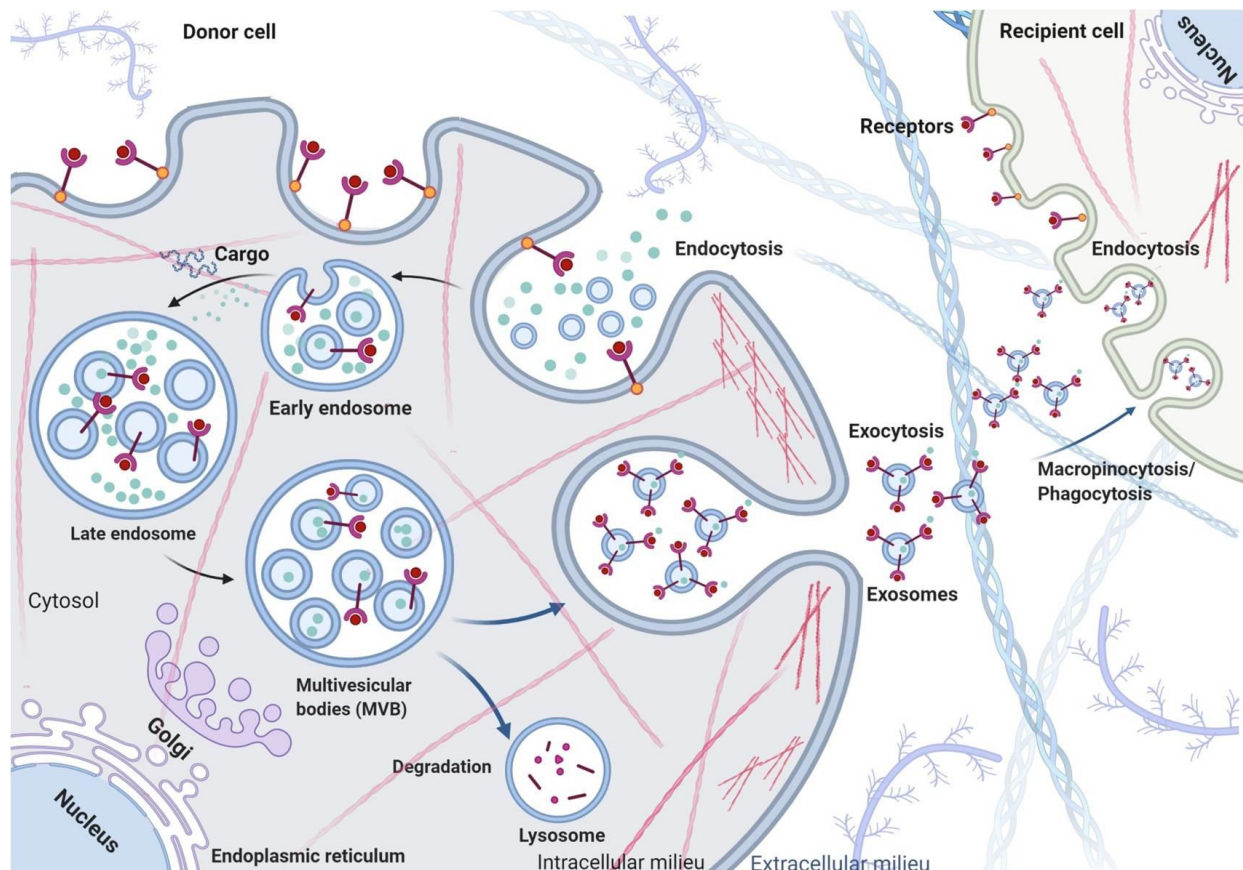 Donor cell
Recipient cell
Nucleus
Receptors
Endocytosis
Endocytosis
Cargo
Early endosome
Late endosome
Exocytosis
Macropinocytosis/
Phagocytosis
Exosomes
Cytosol
Multivesicular
bodies (MVB)
Golgi
Degradation
Nucleus
Lysosome
Endoplasmic reticulum
Intracellular milieu
Extracellular milieu